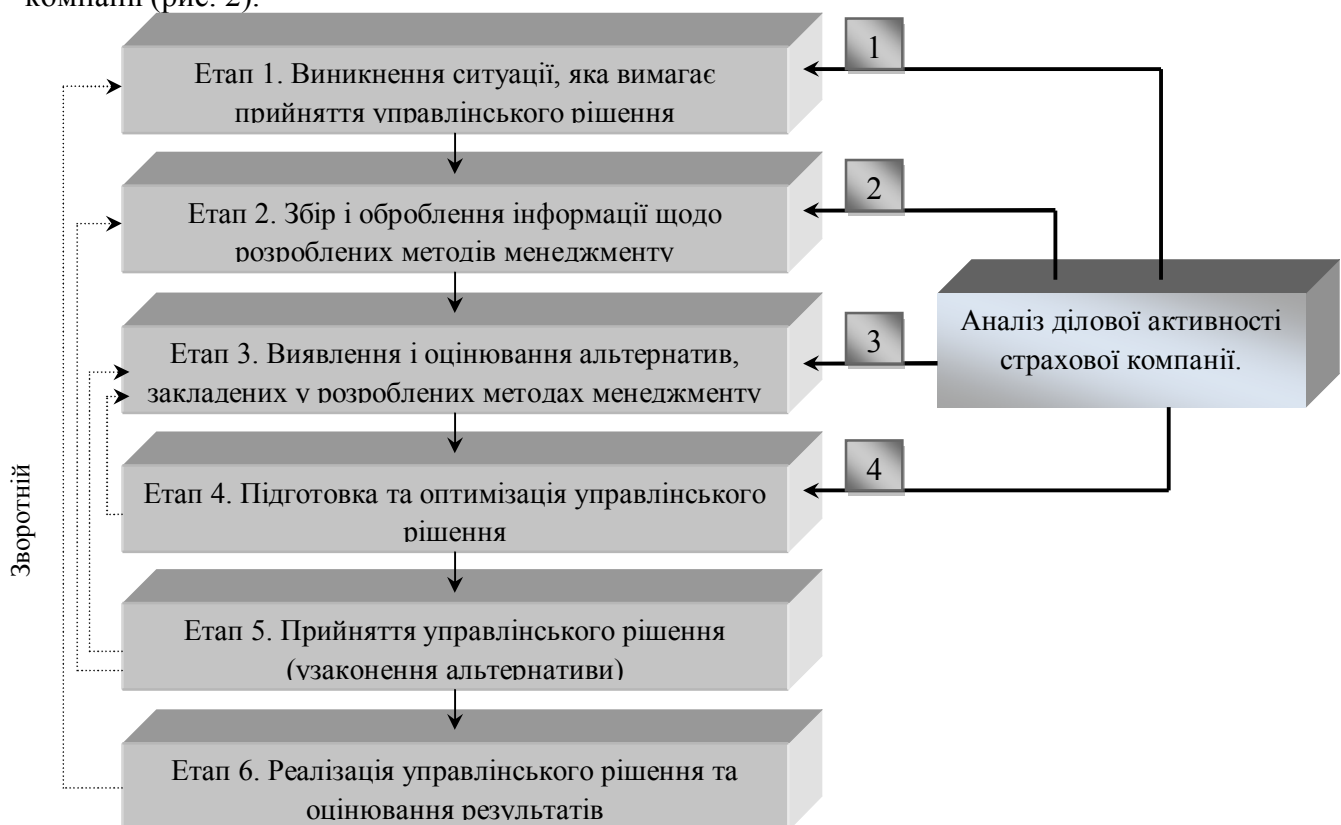 компанії (рис. 2).
1
Етап 1. Виникнення ситуації, яка вимагає
прийняття управлінського рішення
2
Етап 2. Збір і оброблення інформації щодо
розроблених методів менеджменту
3
Етап 3. Виявлення і оцінювання альтернатив,
закладених у розроблених методах менеджменту
Аналіз ділової активності
страхової компанії.
4
Етап 4. Підготовка та оптимізація управлінського
рішення
Зворотній
Етап 5. Прийняття управлінського рішення
(узаконення альтернативи)
Етап 6. Реалізація управлінського рішення та
оцінювання результатів